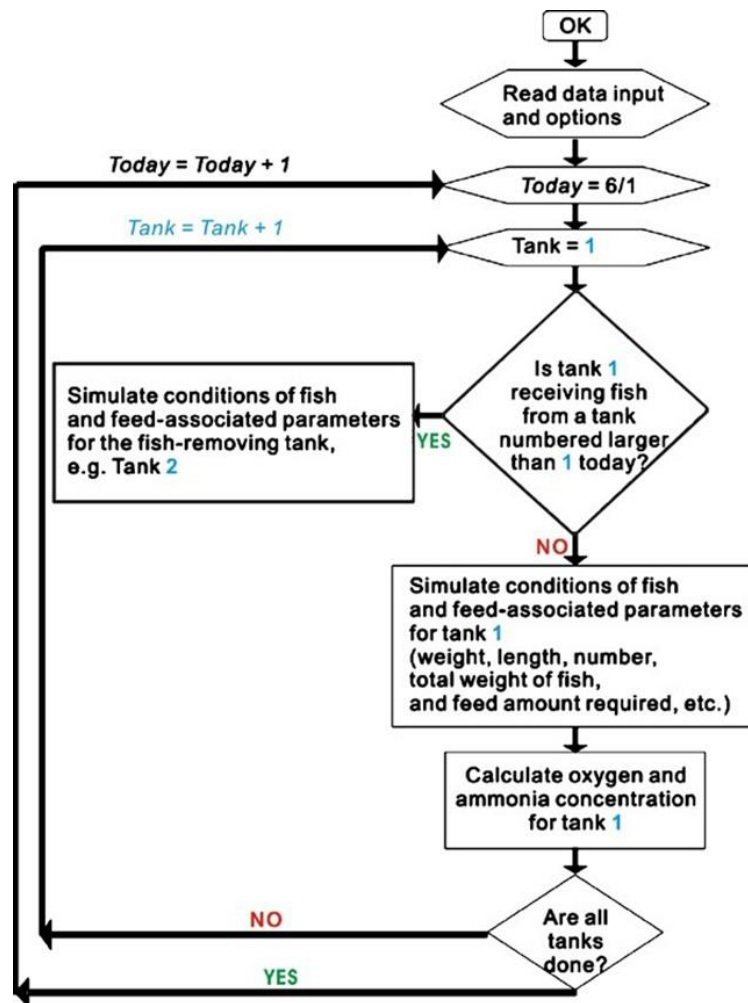 OK
Read data input
and options
Today = Today + 1
Today = 6/1
Tank = Tank + 1
Tank = 1
Is tank 1
receiving fish
from a tank
numbered larger
than 1 today?
YES
Simulate conditions of fish
and feed-associated parameters
for the fish-removing tank,
e.g. Tank 2
NO
Simulate conditions of fish
and feed-associated parameters
for tank 1
(weight, length, number,
total weight of fish,
and feed amount required, etc.)
Calculate oxygen and
ammonia concentration
for tank 1
Are all
tanks
done?
NO
YES